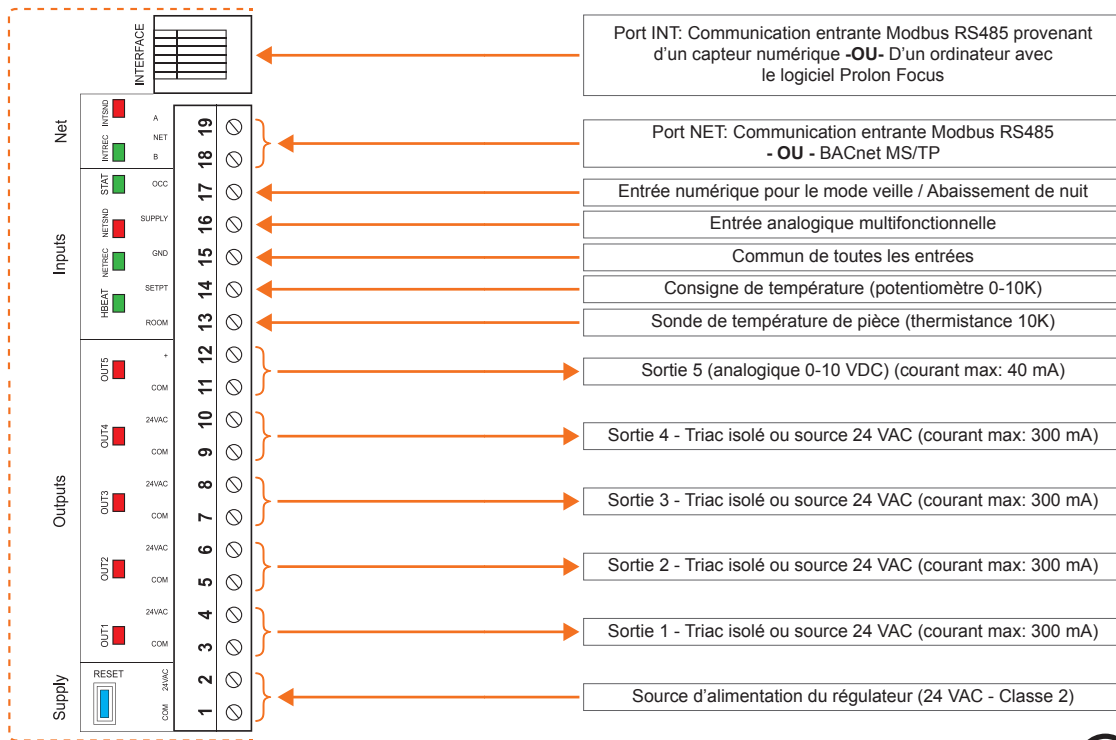 INTERFACE
Port INT: Communication entrante Modbus RS485 provenant
d'un capteur numérique -OU- D'un ordinateur avec
le logiciel Prolon Focus
Net
INTSND
INTREC
A
NET
B
19
18
Port NET: Communication entrante Modbus RS485
- OU - BACnet MS/TP
Inputs
STAT
OCC
17
Entrée numérique pour le mode veille / Abaissement de nuit
NETSND
SUPPLY
16
Entrée analogique multifonctionnelle
NETREC
GND
15
Commun de toutes les entrées
HBEAT
SETPT
14
Consigne de température (potentiomètre 0-10K)
ROOM
13
Sonde de température de pièce (thermistance 10K)
Outputs
OUT5
+
COM
12
11
Sortie 5 (analogique 0-10 VDC) (courant max: 40 mA)
OUT4
24VAC
COM
10
9
Sortie 4 - Triac isolé ou source 24 VAC (courant max: 300 mA)
OUT3
24VAC
COM
8
7
Sortie 3 - Triac isolé ou source 24 VAC (courant max: 300 mA)
OUT2
24VAC
COM
6
5
Sortie 2 - Triac isolé ou source 24 VAC (courant max: 300 mA)
OUT1
24VAC
COM
4
3
Sortie 1 - Triac isolé ou source 24 VAC (courant max: 300 mA)
Supply
RESET
24VAC
COM
2
1
Source d'alimentation du régulateur (24 VAC - Classe 2)